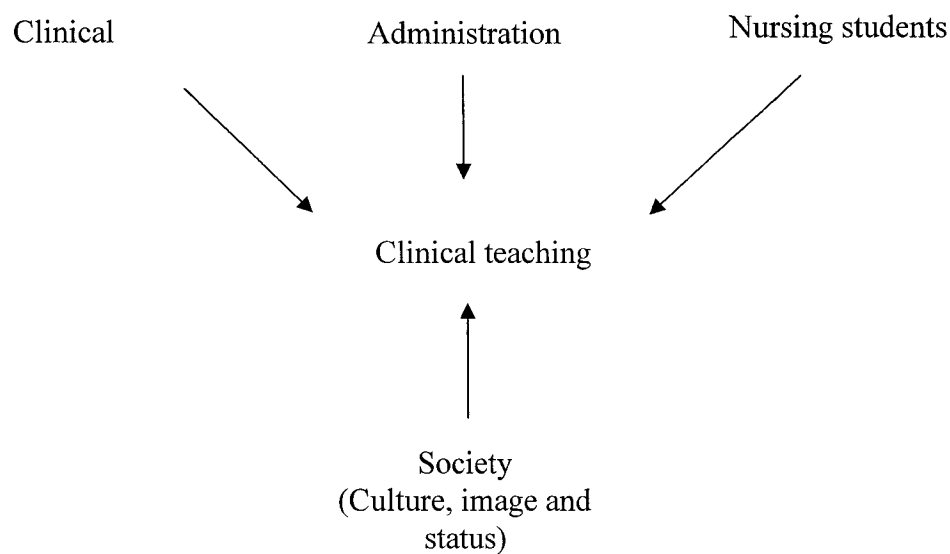 Clinical
Administration
Nursing students
Clinical teaching
Society
(Culture, image and
status)